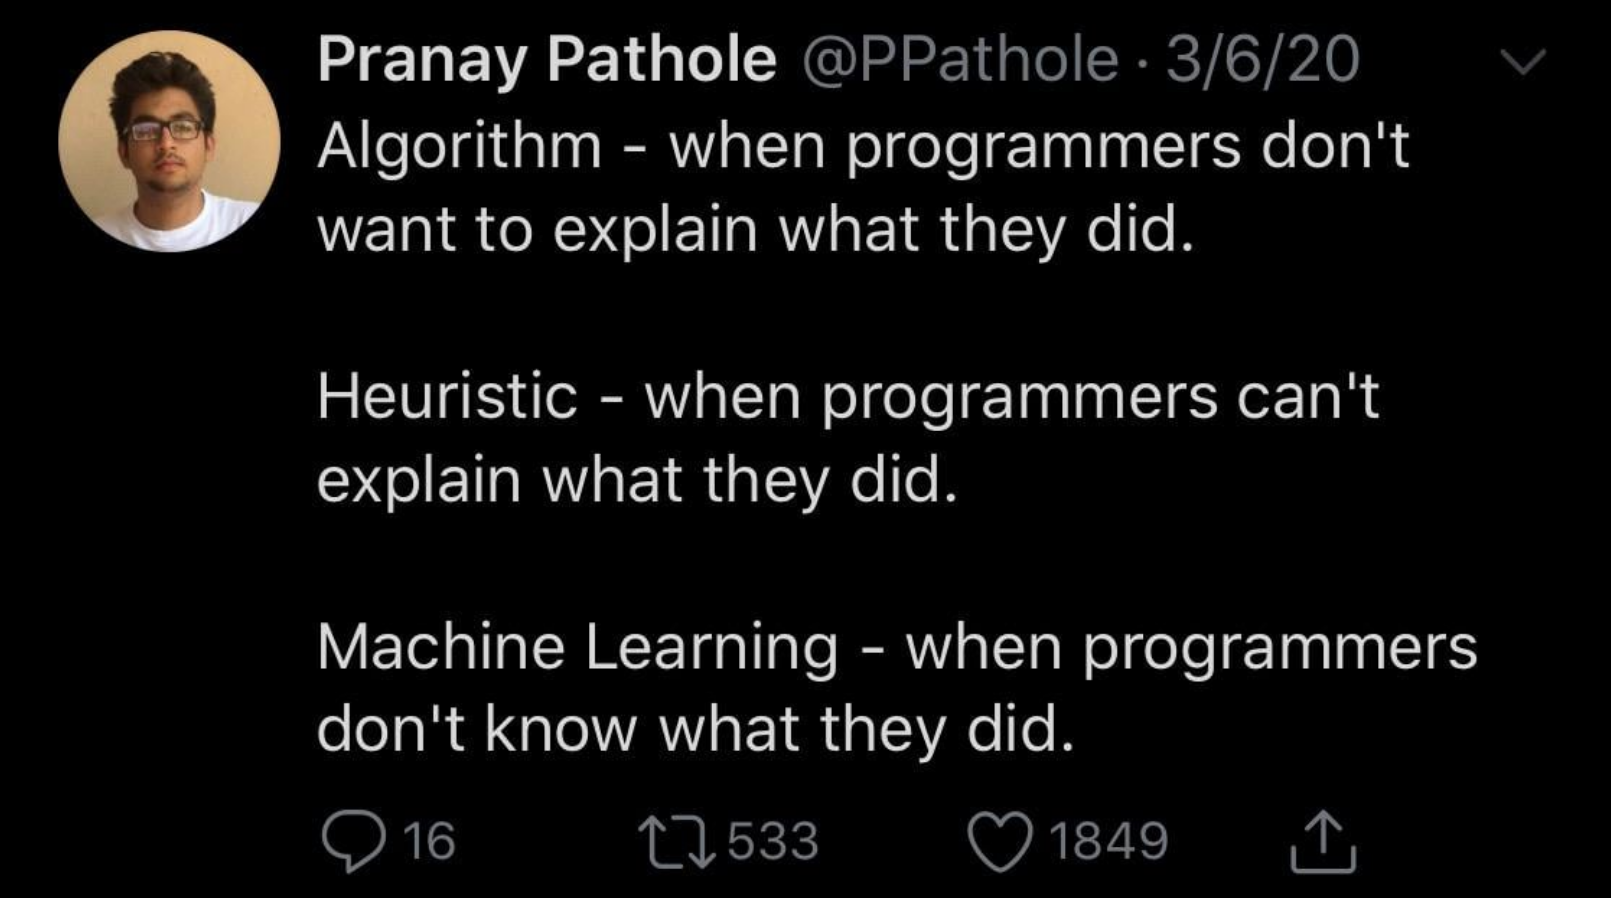 Pranay Pathole @PPathole · 3/6/20
Algorithm - when programmers don't
want to explain what they did.
Heuristic - when programmers can't
explain what they did.
Machine Learning - when programmers
don't know what they did.
16 533 1849